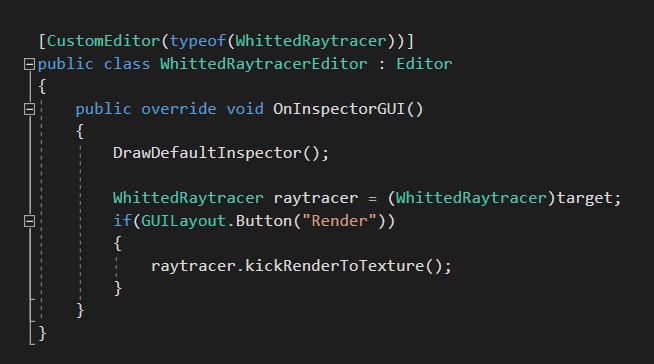 [CustomEditor(typeof(WhittedRaytracer))]
public class WhittedRaytracerEditor : Editor
{
    public override void OnInspectorGUI()
    {
        DrawDefaultInspector();

        WhittedRaytracer raytracer = (WhittedRaytracer)target;
        if(GUILayout.Button("Render"))
        {
            raytracer.kickRenderToTexture();
        }
    }
}